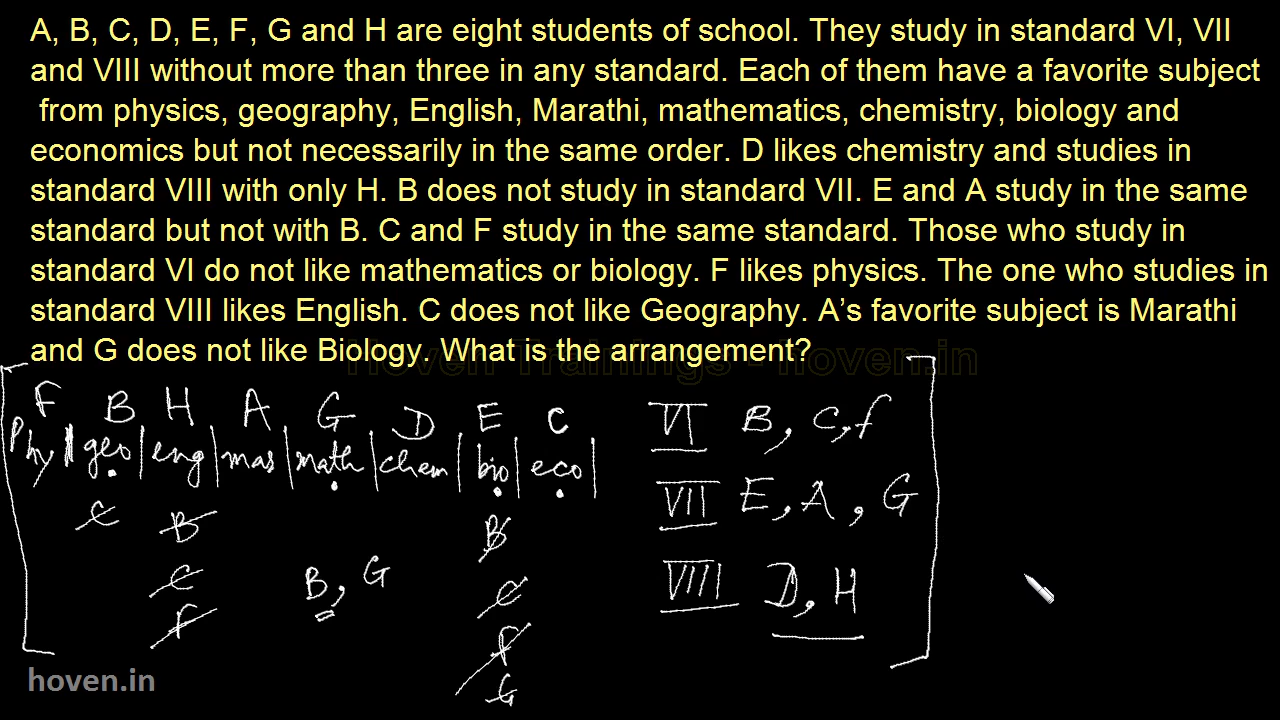 A, B, C, D, E, F, G and H are eight students of school. They study in standard VI, VII
and VIII without more than three in any standard. Each of them have a favorite subject
from physics, geography, English, Marathi, mathematics, chemistry, biology and
economics but not necessarily in the same order. D likes chemistry and studies in
standard VIII with only H. B does not study in standard VII. E and A study in the same
standard but not with B. C and F study in the same standard. Those who study in
standard VI do not like mathematics or biology. F likes physics. The one who studies in
standard VIII likes English. C does not like Geography. A’s favorite subject is Marathi
and G does not like Biology. What is the arrangement?
Hoven Trainings - hoven.in
F B H A G D E C VI B, C, F
Phy | geo | eng | mar | math | chem | bio | eco |
VII E, A, G
C B B
C B, G C VIII D, H
F F
G
hoven.in